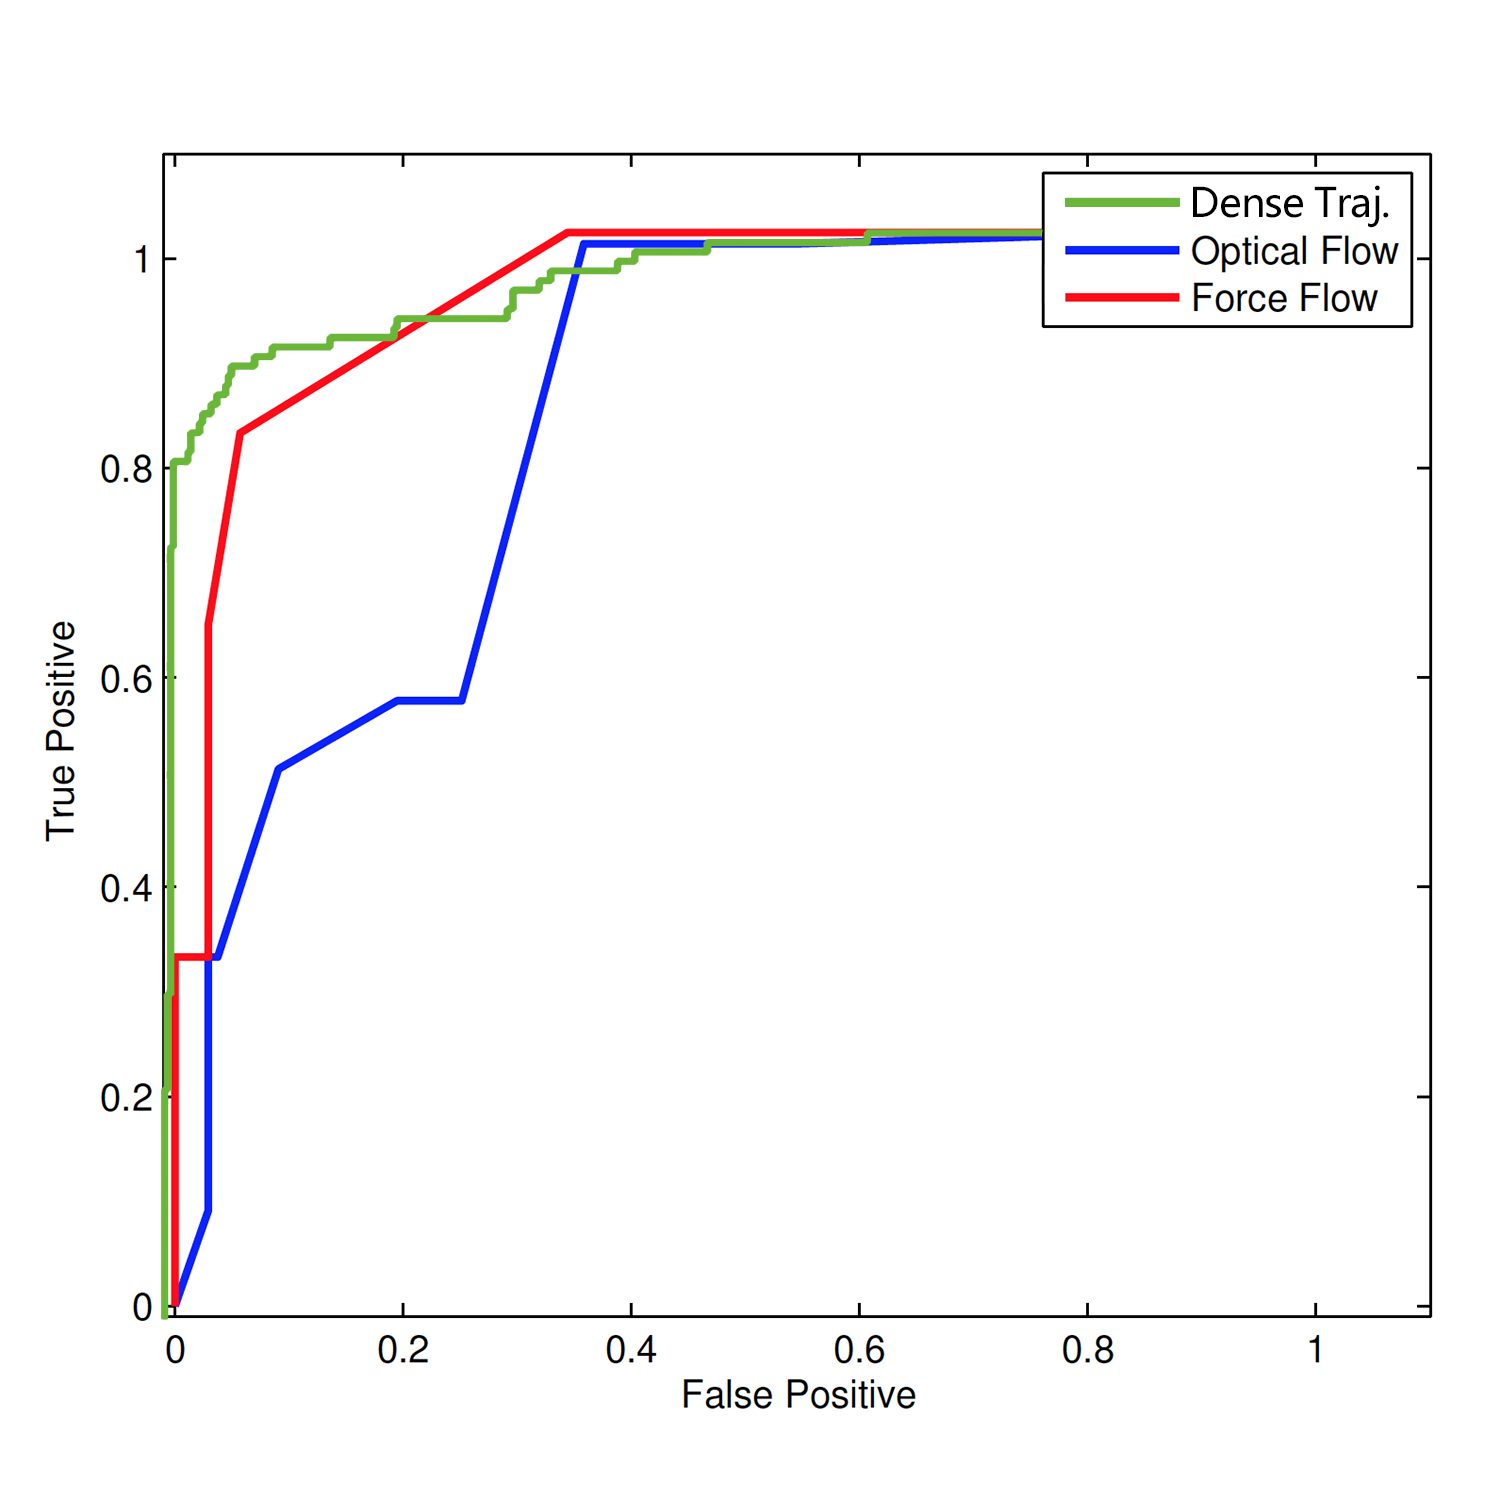 Dense Traj.
Optical Flow
Force Flow
1
0.8
0.6
0.4
0.2
0
True Positive
0 0.2 0.4 0.6 0.8 1
False Positive